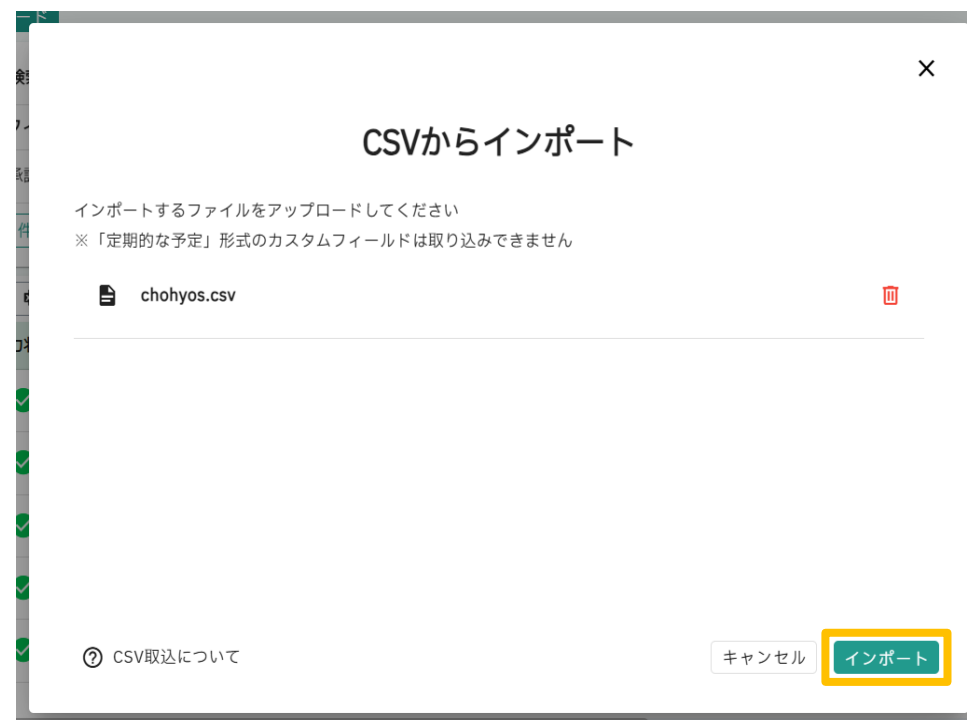 ード
CSVからインポート
インポートするファイルをアップロードしてください
※「定期的な予定」形式のカスタムフィールドは取り込みできません
chohyos.csv
CSV取込について
キャンセル
インポート